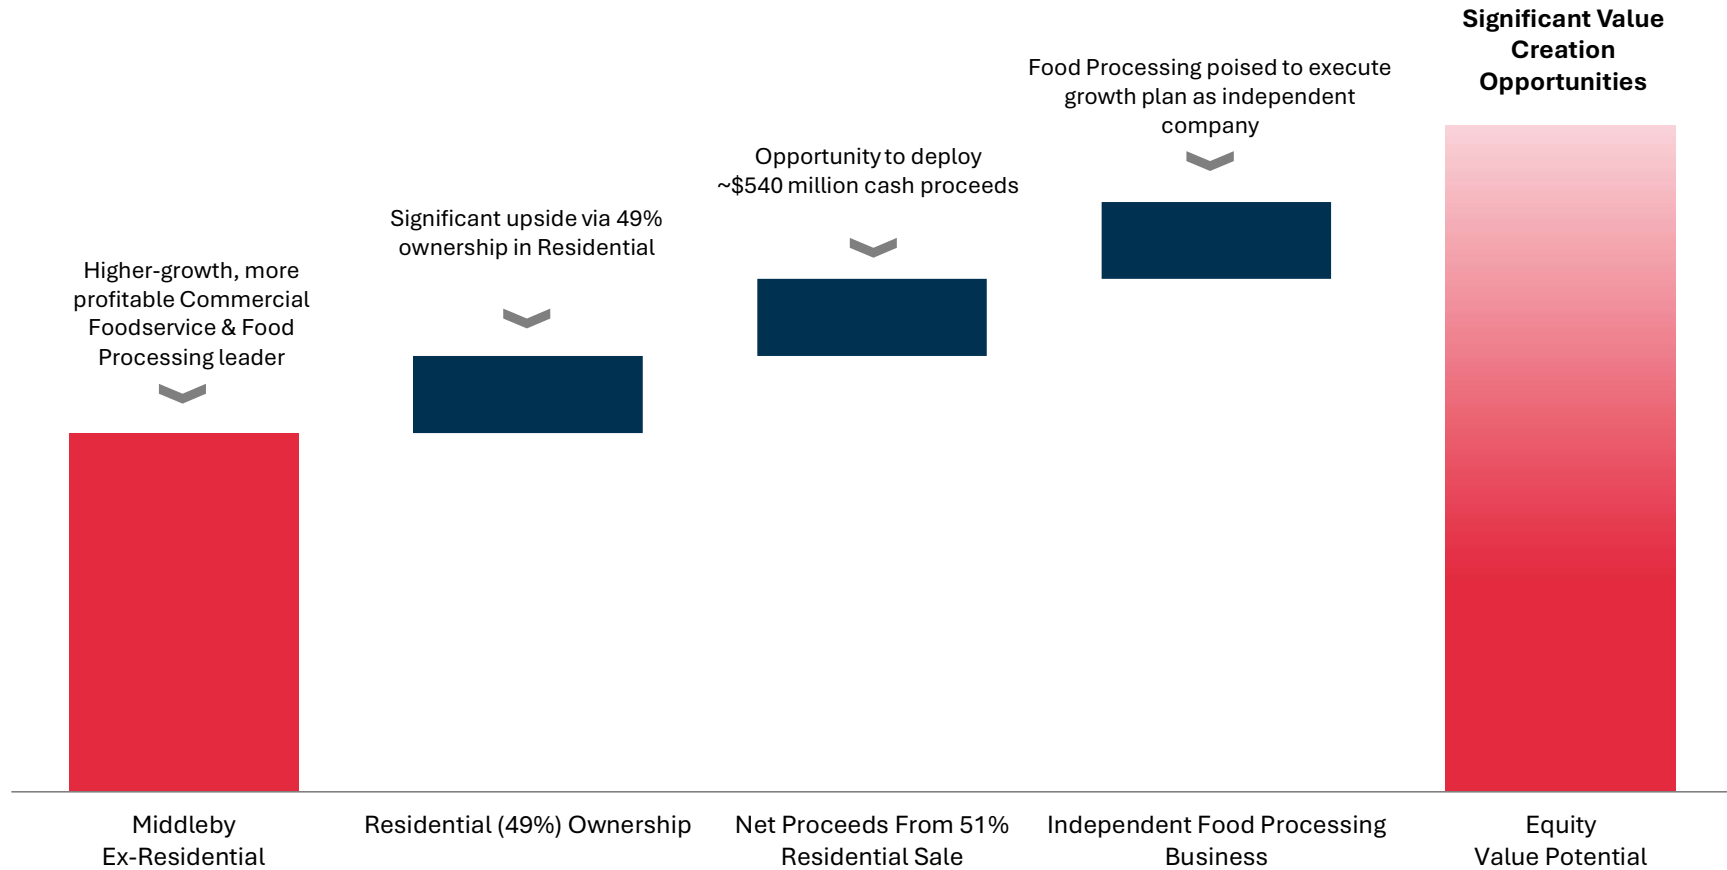 Significant Value
Creation
Opportunities
Food Processing poised to execute
growth plan as independent
company
Opportunity to deploy
~$540 million cash proceeds
Significant upside via 49%
ownership in Residential
Higher-growth, more
profitable Commercial
Foodservice & Food
Processing leader
Middleby
Ex-Residential
Residential (49%) Ownership
Net Proceeds From 51%
Residential Sale
Independent Food Processing
Business
Equity
Value Potential